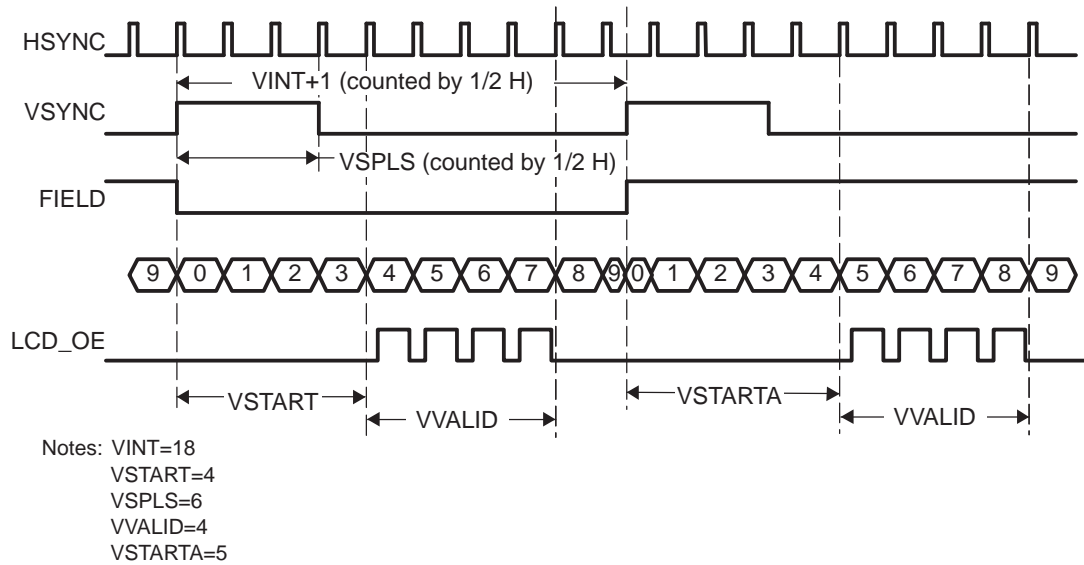 HSYNC
VINT+1 (counted by 1/2 H)
VSYNC
VSPLS (counted by 1/2 H)
FIELD
9 0 1 2 3 4 5 6 7 8 9 0 1 2 3 4 5 6 7 8 9
LCD_OE
VSTART VSTARTA
VVALID VVALID
Notes: VINT=18
VSTART=4
VSPLS=6
VVALID=4
VSTARTA=5